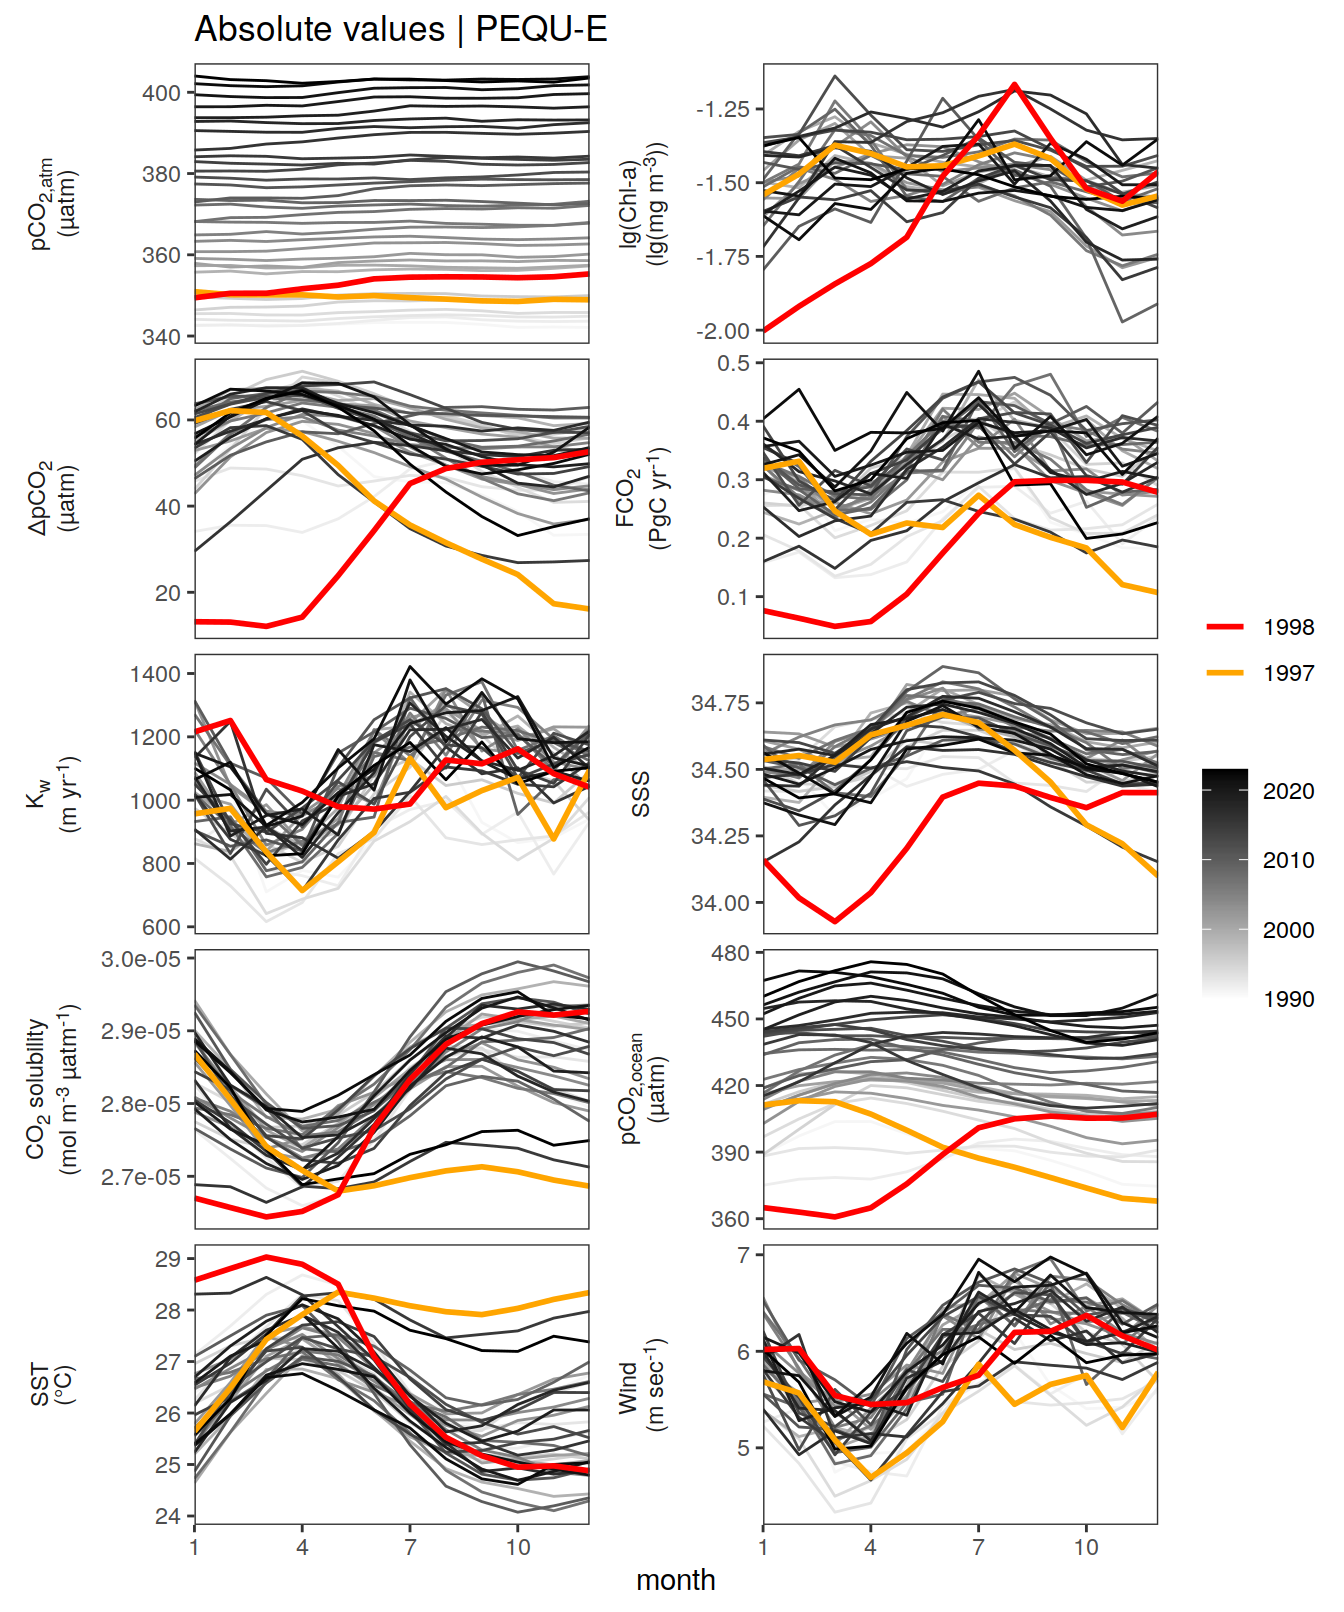 Absolute values | PEQU-E
pCO2,atm
(µatm)
400
380
360
340
lg(Chl-a)
(lg(mg m-3))
-1.25
-1.50
-1.75
-2.00
ΔpCO2
(µatm)
60
40
20
FCO2
(PgC yr-1)
0.5
0.4
0.3
0.2
0.1
Kw
(m yr-1)
1400
1200
1000
800
600
SSS
34.75
34.50
34.25
34.00
CO2 solubility
(mol m-3 µatm-1)
3.0e-05
2.9e-05
2.8e-05
2.7e-05
pCO2,ocean
(µatm)
480
450
420
390
360
SST
(°C)
29
28
27
26
25
24
1 4 7 10
Wind
(m sec-1)
7
6
5
1 4 7 10
month
1998
1997
2020
2010
2000
1990